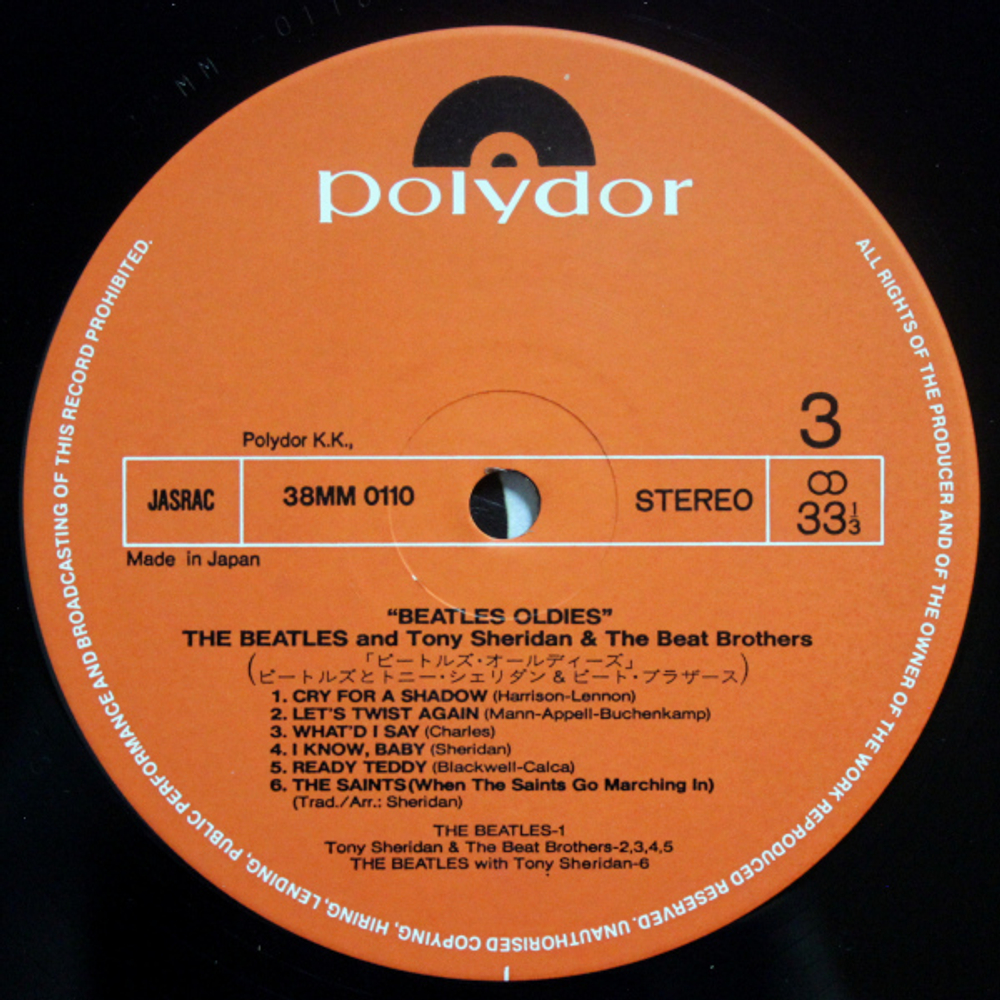 MM 0110
polydor
ALL RIGHTS OF THE PRODUCER AND OF THE OWNER OF THE WORK REPRODUCED RESERVED. UNAUTHORISED COPYING, HIRING, LENDING, PUBLIC PERFORMANCE AND BROADCASTING OF THIS RECORD PROHIBITED.
3
Polydor K.K.,
JASRAC
38MM 0110
STEREO
33 1/3
Made in Japan
“BEATLES OLDIES”
THE BEATLES and Tony Sheridan & The Beat Brothers
「ビートルズ・オールディーズ」
(ビートルズとトニー・シェリダン & ビート・ブラザース)
1. CRY FOR A SHADOW (Harrison-Lennon)
2. LET'S TWIST AGAIN (Mann-Appell-Buchenkamp)
3. WHAT'D I SAY (Charles)
4. I KNOW, BABY (Sheridan)
5. READY TEDDY (Blackwell-Calca)
6. THE SAINTS(When The Saints Go Marching In)
(Trad./Arr.: Sheridan)
THE BEATLES-1
Tony Sheridan & The Beat Brothers-2,3,4,5
THE BEATLES with Tony Sheridan-6